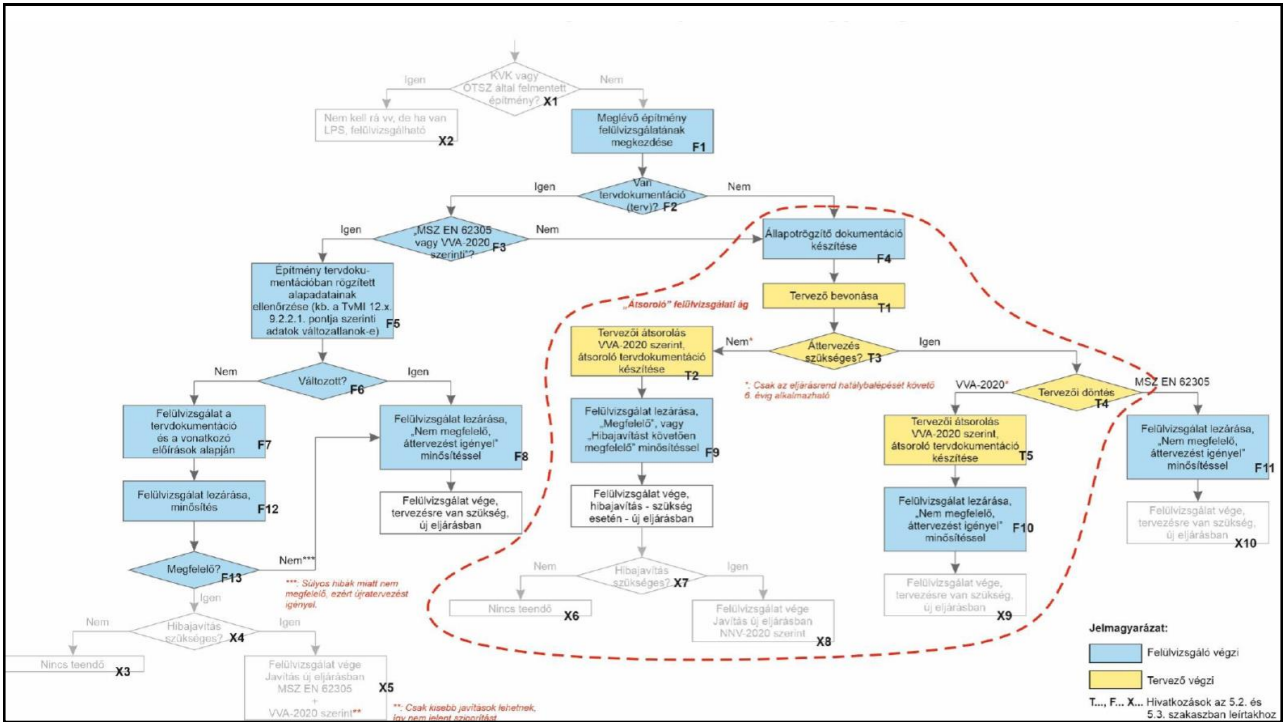 Igen
KVK vagy
OTSZ által felmentett
építmény? X1
Nem
Nem kell rá vv, de ha van
LPS, felülvizsgálható
X2
Meglévő építmény
felülvizsgálatának
megkezdése
F1
Igen
Van
tervdokumentáció
(terv)? F2
Nem
Igen
„MSZ EN 62305
vagy VVA-2020
szerinti”?
F3
Nem
Állapotrögzítő dokumentáció
készítése
F4
Építmény tervdoku-
mentációban rögzített
alapadatainak
ellenőrzése (kb. a TvMI 12.x.
9.2.2.1. pontja szerinti
adatok változatlanok-e)
F5
„Átsoroló” felülvizsgálati ág
Tervező bevonása
T1
Tervezői átsorolás
VVA-2020 szerint,
átsoroló tervdokumentáció
készítése
T2
Nem*
Áttervezés
szükséges? T3
Igen
*: Csak az eljárásrend hatálybalépését követő
6. évig alkalmazható
VVA-2020*
Tervezői döntés
T4
MSZ EN 62305
Nem
Változott?
F6
Igen
Felülvizsgálat a
tervdokumentáció
és a vonatkozó
előírások alapján
F7
Felülvizsgálat lezárása,
„Nem megfelelő,
áttervezést igényel”
minősítéssel
F8
Felülvizsgálat lezárása,
„Megfelelő”, vagy
„Hibajavítást követően
megfelelő” minősítéssel
F9
Tervezői átsorolás
VVA-2020 szerint,
átsoroló tervdokumentáció
készítése
T5
Felülvizsgálat lezárása,
„Nem megfelelő,
áttervezést igényel”
minősítéssel
F11
Felülvizsgálat lezárása,
minősítés
F12
Felülvizsgálat vége,
tervezésre van szükség,
új eljárásban
Felülvizsgálat vége,
hibajavítás - szükség
esetén - új eljárásban
Felülvizsgálat lezárása,
„Nem megfelelő,
áttervezést igényel”
minősítéssel
F10
Felülvizsgálat vége,
tervezésre van szükség,
új eljárásban
X10
Megfelelő?
F13
Nem***
***: Súlyos hibák miatt nem
megfelelő, ezért újratervezést
igényel.
Igen
Nem
Hibajavítás
szükséges? X7
Igen
Nincs teendő
X6
Felülvizsgálat vége
Javítás új eljárásban
NNV-2020 szerint
X8
Felülvizsgálat vége,
tervezésre van szükség,
új eljárásban
X9
Nem
Hibajavítás
szükséges? X4
Igen
Nincs teendő
X3
Felülvizsgálat vége
Javítás új eljárásban
MSZ EN 62305
+
VVA-2020 szerint**
X5
**: Csak kisebb javítások lehetnek,
így nem jelent szigorítást
Jelmagyarázat:
Felülvizsgáló végzi
Tervező végzi
T..., F... X... Hivatkozások az 5.2. és
5.3. szakaszban leírtakhoz